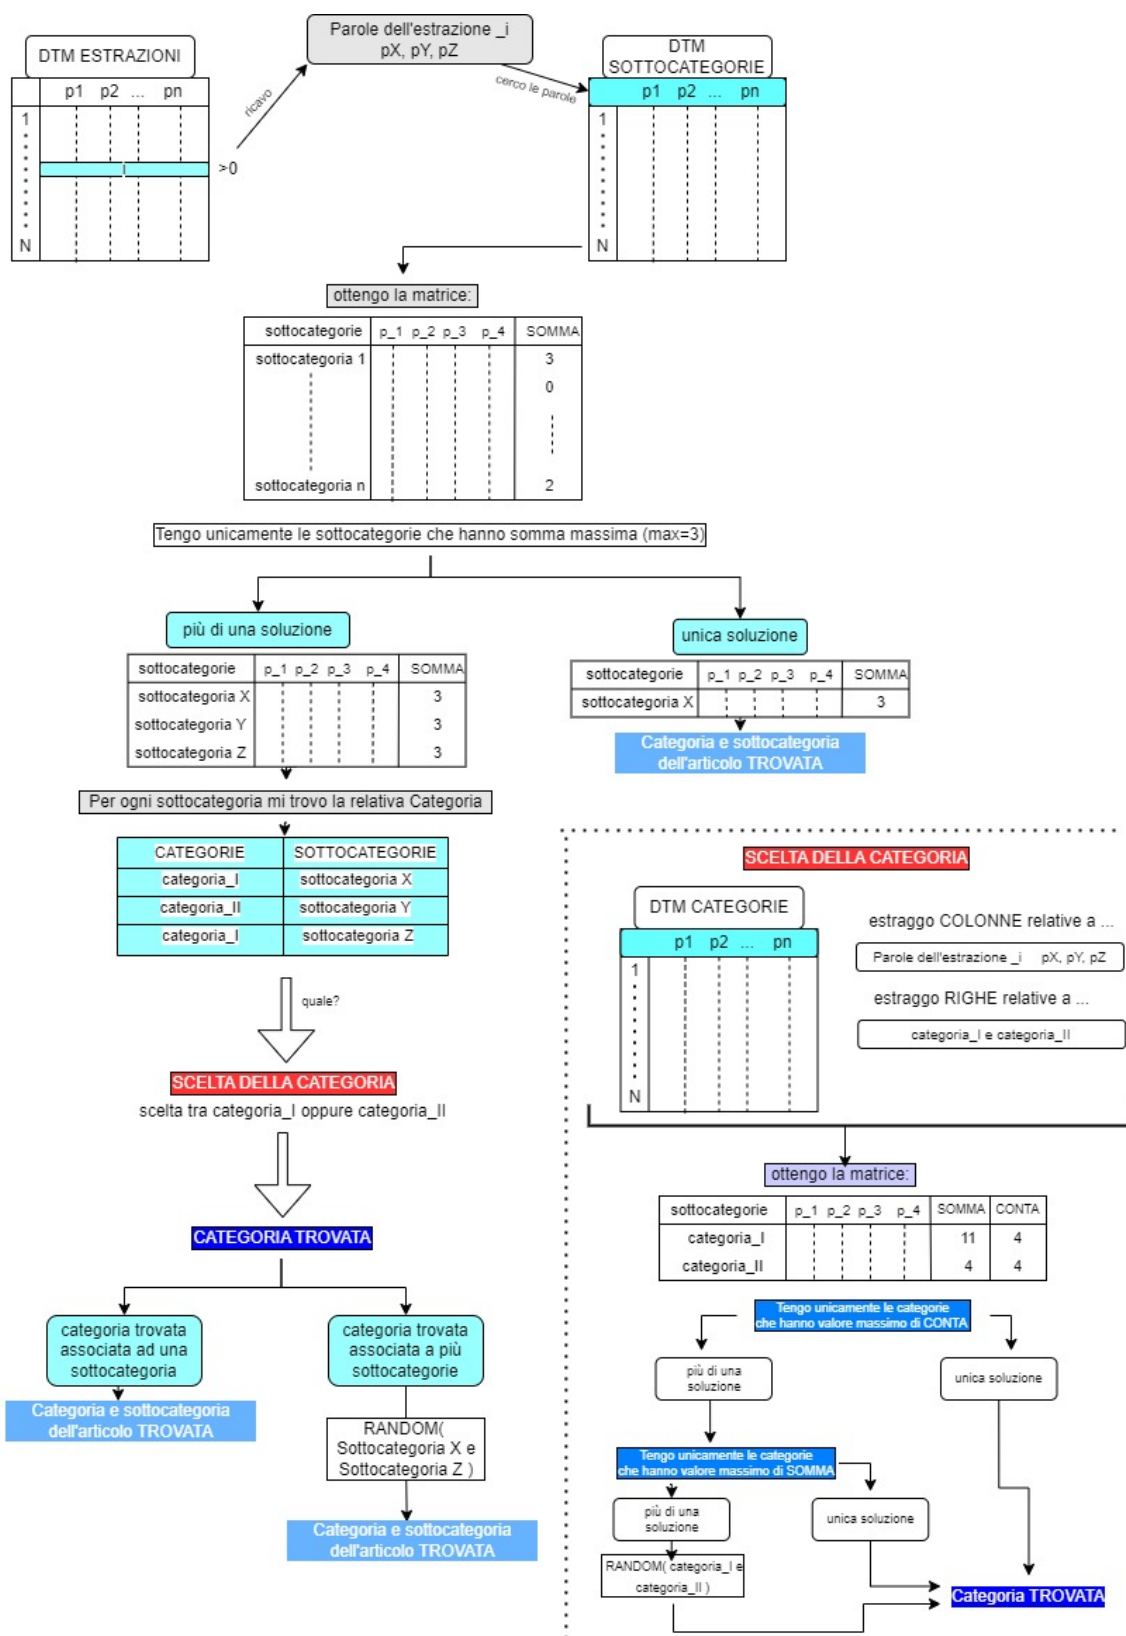 Parole dell'estrazione _i
pX, pY, pZ
DTM ESTRAZIONI
p1 p2 ... pn
1
N
>0
ricavo
cerco le parole
DTM
SOTTOCATEGORIE
p1 p2 ... pn
1
N
ottengo la matrice:
sottocategorie p_1 p_2 p_3 p_4 SOMMA
sottocategoria 1 3
0
sottocategoria n 2
Tengo unicamente le sottocategorie che hanno somma massima (max=3)
più di una soluzione
sottocategorie p_1 p_2 p_3 p_4 SOMMA
sottocategoria X 3
sottocategoria Y 3
sottocategoria Z 3
unica soluzione
sottocategorie p_1 p_2 p_3 p_4 SOMMA
sottocategoria X 3
Categoria e sottocategoria
dell'articolo TROVATA
Per ogni sottocategoria mi trovo la relativa Categoria
CATEGORIE SOTTOCATEGORIE
categoria_I sottocategoria X
categoria_II sottocategoria Y
categoria_I sottocategoria Z
quale?
SCELTA DELLA CATEGORIA
scelta tra categoria_I oppure categoria_II
CATEGORIA TROVATA
categoria trovata
associata ad una
sottocategoria
Categoria e sottocategoria
dell'articolo TROVATA
categoria trovata
associata a più
sottocategorie
RANDOM(
Sottocategoria X e
Sottocategoria Z )
Categoria e sottocategoria
dell'articolo TROVATA
SCELTA DELLA CATEGORIA
DTM CATEGORIE
p1 p2 ... pn
1
N
estraggo COLONNE relative a ...
Parole dell'estrazione _i pX, pY, pZ
estraggo RIGHE relative a ...
categoria_I e categoria_II
ottengo la matrice:
sottocategorie p_1 p_2 p_3 p_4 SOMMA CONTA
categoria_I 11 4
categoria_II 4 4
Tengo unicamente le categorie
che hanno valore massimo di CONTA
più di una
soluzione
unica soluzione
Tengo unicamente le categorie
che hanno valore massimo di SOMMA
più di una
soluzione
unica soluzione
RANDOM( categoria_I e
categoria_II )
Categoria TROVATA